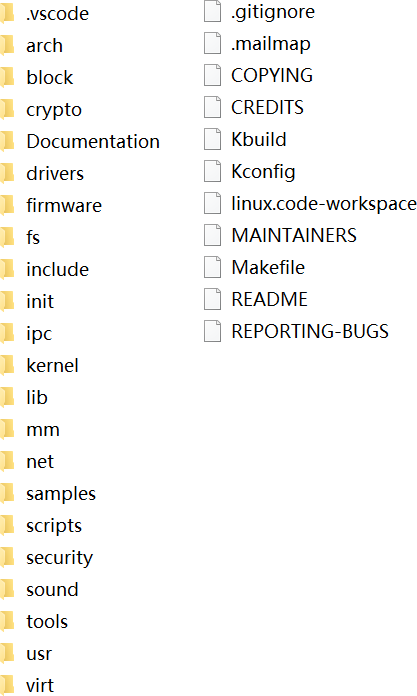 .vscode
arch
block
crypto
Documentation
drivers
firmware
fs
include
init
ipc
kernel
lib
mm
net
samples
scripts
security
sound
tools
usr
virt
.gitignore
.mailmap
COPYING
CREDITS
Kbuild
Kconfig
linux.code-workspace
MAINTAINERS
Makefile
README
REPORTING-BUGS